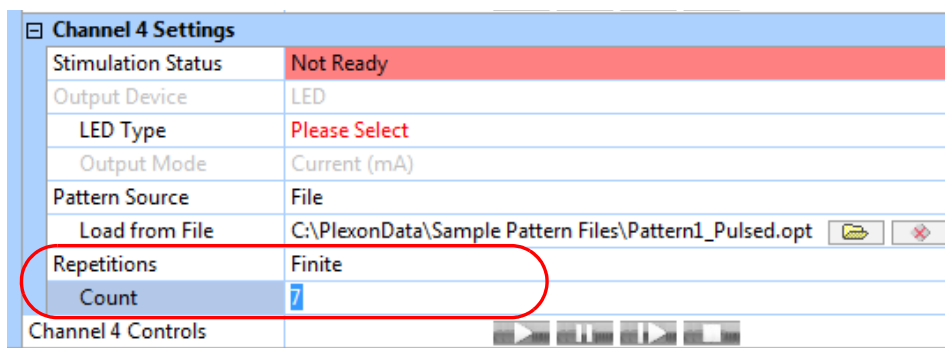 Channel 4 Settings
Stimulation Status Not Ready
Output Device LED
LED Type Please Select
Output Mode Current (mA)
Pattern Source File
Load from File C:\PlexonData\Sample Pattern Files\Pattern1_Pulsed.opt
Repetitions Finite
Count 7
Channel 4 Controls